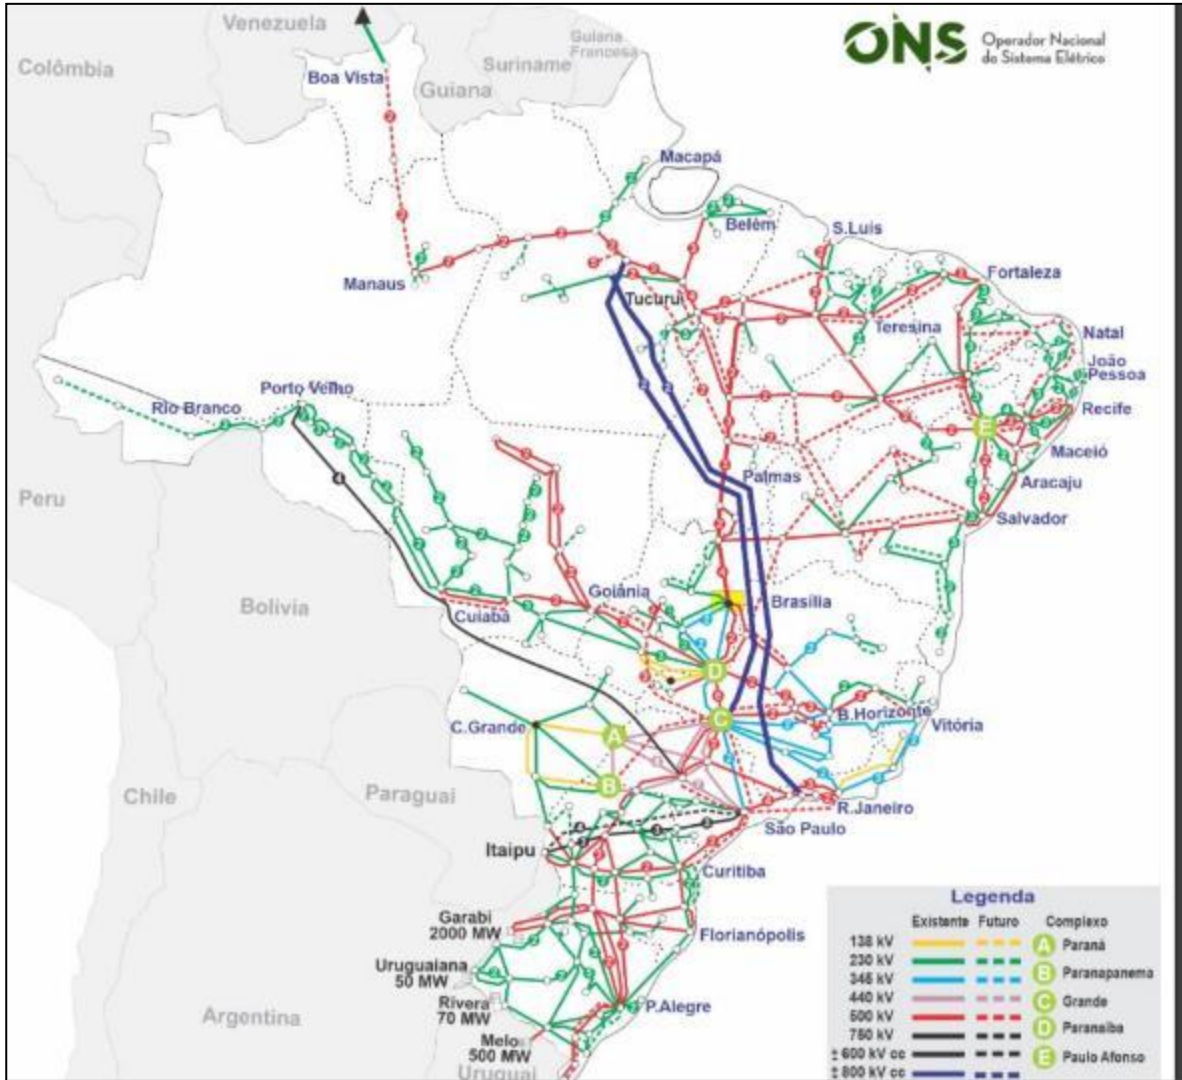 ONS
Operador Nacional
do Sistema Elétrico
Venezuela
Guiana
Francesa
Suriname
Colômbia
Boa Vista
Guiana
Macapá
Belém
S.Luis
Manaus
Fortaleza
Tucuruí
Teresina
Natal
João
Pessoa
Porto Velho
Rio Branco
Recife
E
Maceió
Peru
Palmas
Aracaju
Salvador
Goiânia
Brasília
Bolivia
Cuiabá
D
C
B.Horizonte
Vitória
C.Grande
A
B
Chile
Paraguai
R.Janeiro
São Paulo
Itaipu
Curitiba
Garabi
2000 MW
Florianópolis
Uruguaiana
50 MW
Rivera
70 MW
P.Alegre
Argentina
Melo
500 MW
Uruguai
Legenda
Existente Futuro Complexo
138 kV A Paraná
230 kV
345 kV B Paranapanema
440 kV C Grande
500 kV
750 kV D Paranaiba
± 600 kV cc E Paulo Afonso
± 800 kV cc